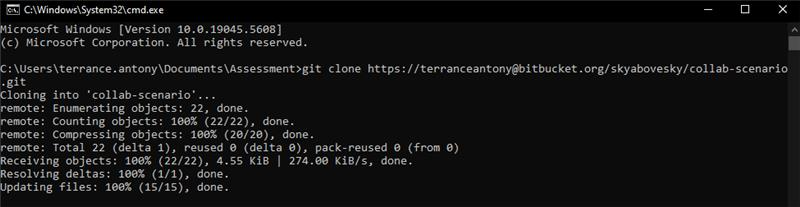 C:\Windows\System32\cmd.exe
Microsoft Windows [Version 10.0.19045.5608]
(c) Microsoft Corporation. All rights reserved.
C:\Users\terrance.antony\Documents\Assessment>git clone https://terranceantony@bitbucket.org/skyabovesky/collab-scenario
.git
Cloning into 'collab-scenario'...
remote: Enumerating objects: 22, done.
remote: Counting objects: 100% (22/22), done.
remote: Compressing objects: 100% (20/20), done.
remote: Total 22 (delta 1), reused 0 (delta 0), pack-reused 0 (from 0)
Receiving objects: 100% (22/22), 4.55 KiB | 274.00 KiB/s, done.
Resolving deltas: 100% (1/1), done.
Updating files: 100% (15/15), done.